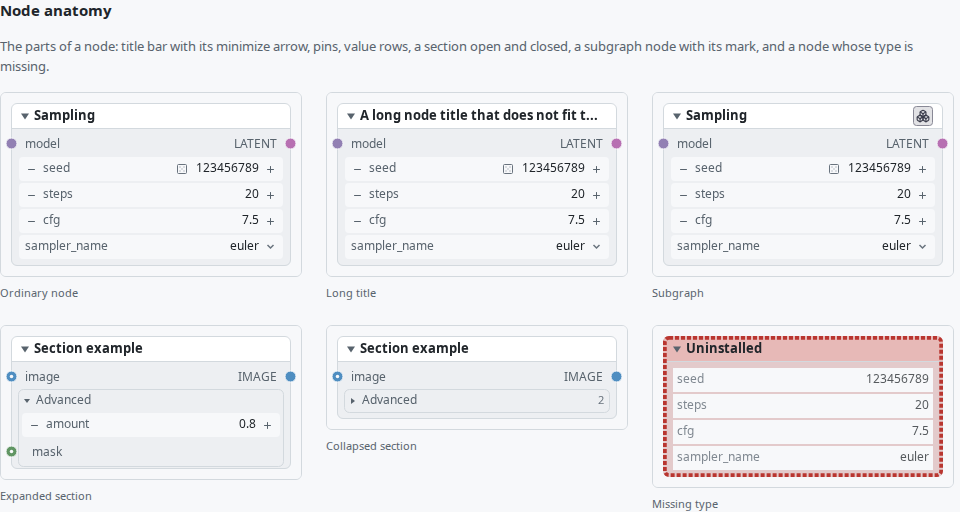 Node anatomy
The parts of a node: title bar with its minimize arrow, pins, value rows, a section open and closed, a subgraph node with its mark, and a node whose type is
missing.
Sampling
model LATENT
– seed 123456789 +
– steps 20 +
– cfg 7.5 +
sampler_name euler
Ordinary node
A long node title that does not fit t...
model LATENT
– seed 123456789 +
– steps 20 +
– cfg 7.5 +
sampler_name euler
Long title
Sampling
model LATENT
– seed 123456789 +
– steps 20 +
– cfg 7.5 +
sampler_name euler
Subgraph
Section example
image IMAGE
Advanced
– amount 0.8 +
mask
Expanded section
Section example
image IMAGE
Advanced 2
Collapsed section
Uninstalled
seed 123456789
steps 20
cfg 7.5
sampler_name euler
Missing type